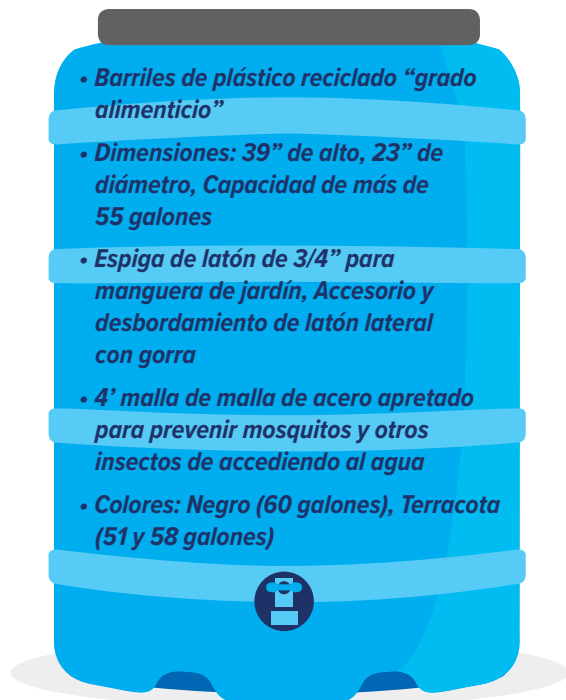 • Barriles de plástico reciclado “grado
alimenticio”
• Dimensiones: 39” de alto, 23” de
diámetro, Capacidad de más de
55 galones
• Espiga de latón de 3/4” para
manguera de jardín, Accesorio y
desbordamiento de latón lateral
con gorra
• 4’ malla de malla de acero apretado
para prevenir mosquitos y otros
insectos de accediendo al agua
• Colores: Negro (60 galones), Terracota
(51 y 58 galones)